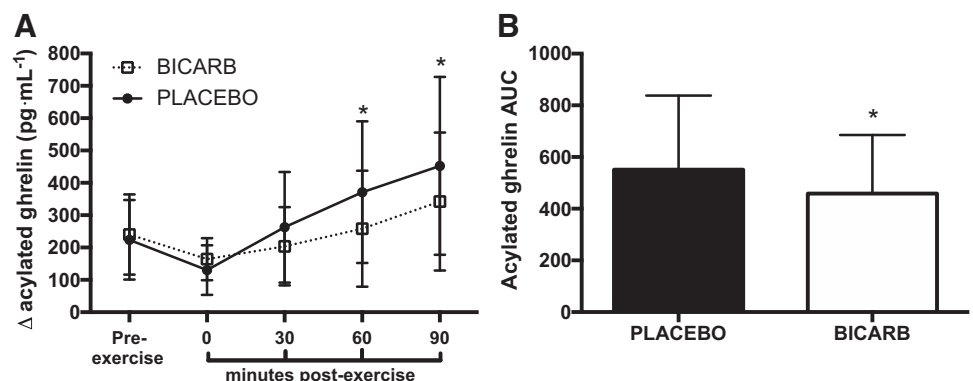 A
Δ acylated ghrelin (pg·mL⁻¹)
800
700
600
500
400
300
200
100
0
BICARB
PLACEBO
*
*
Pre-
exercise
0
30
60
90
minutes post-exercise
B
Acylated ghrelin AUC
1000
800
600
400
200
0
*
PLACEBO
BICARB